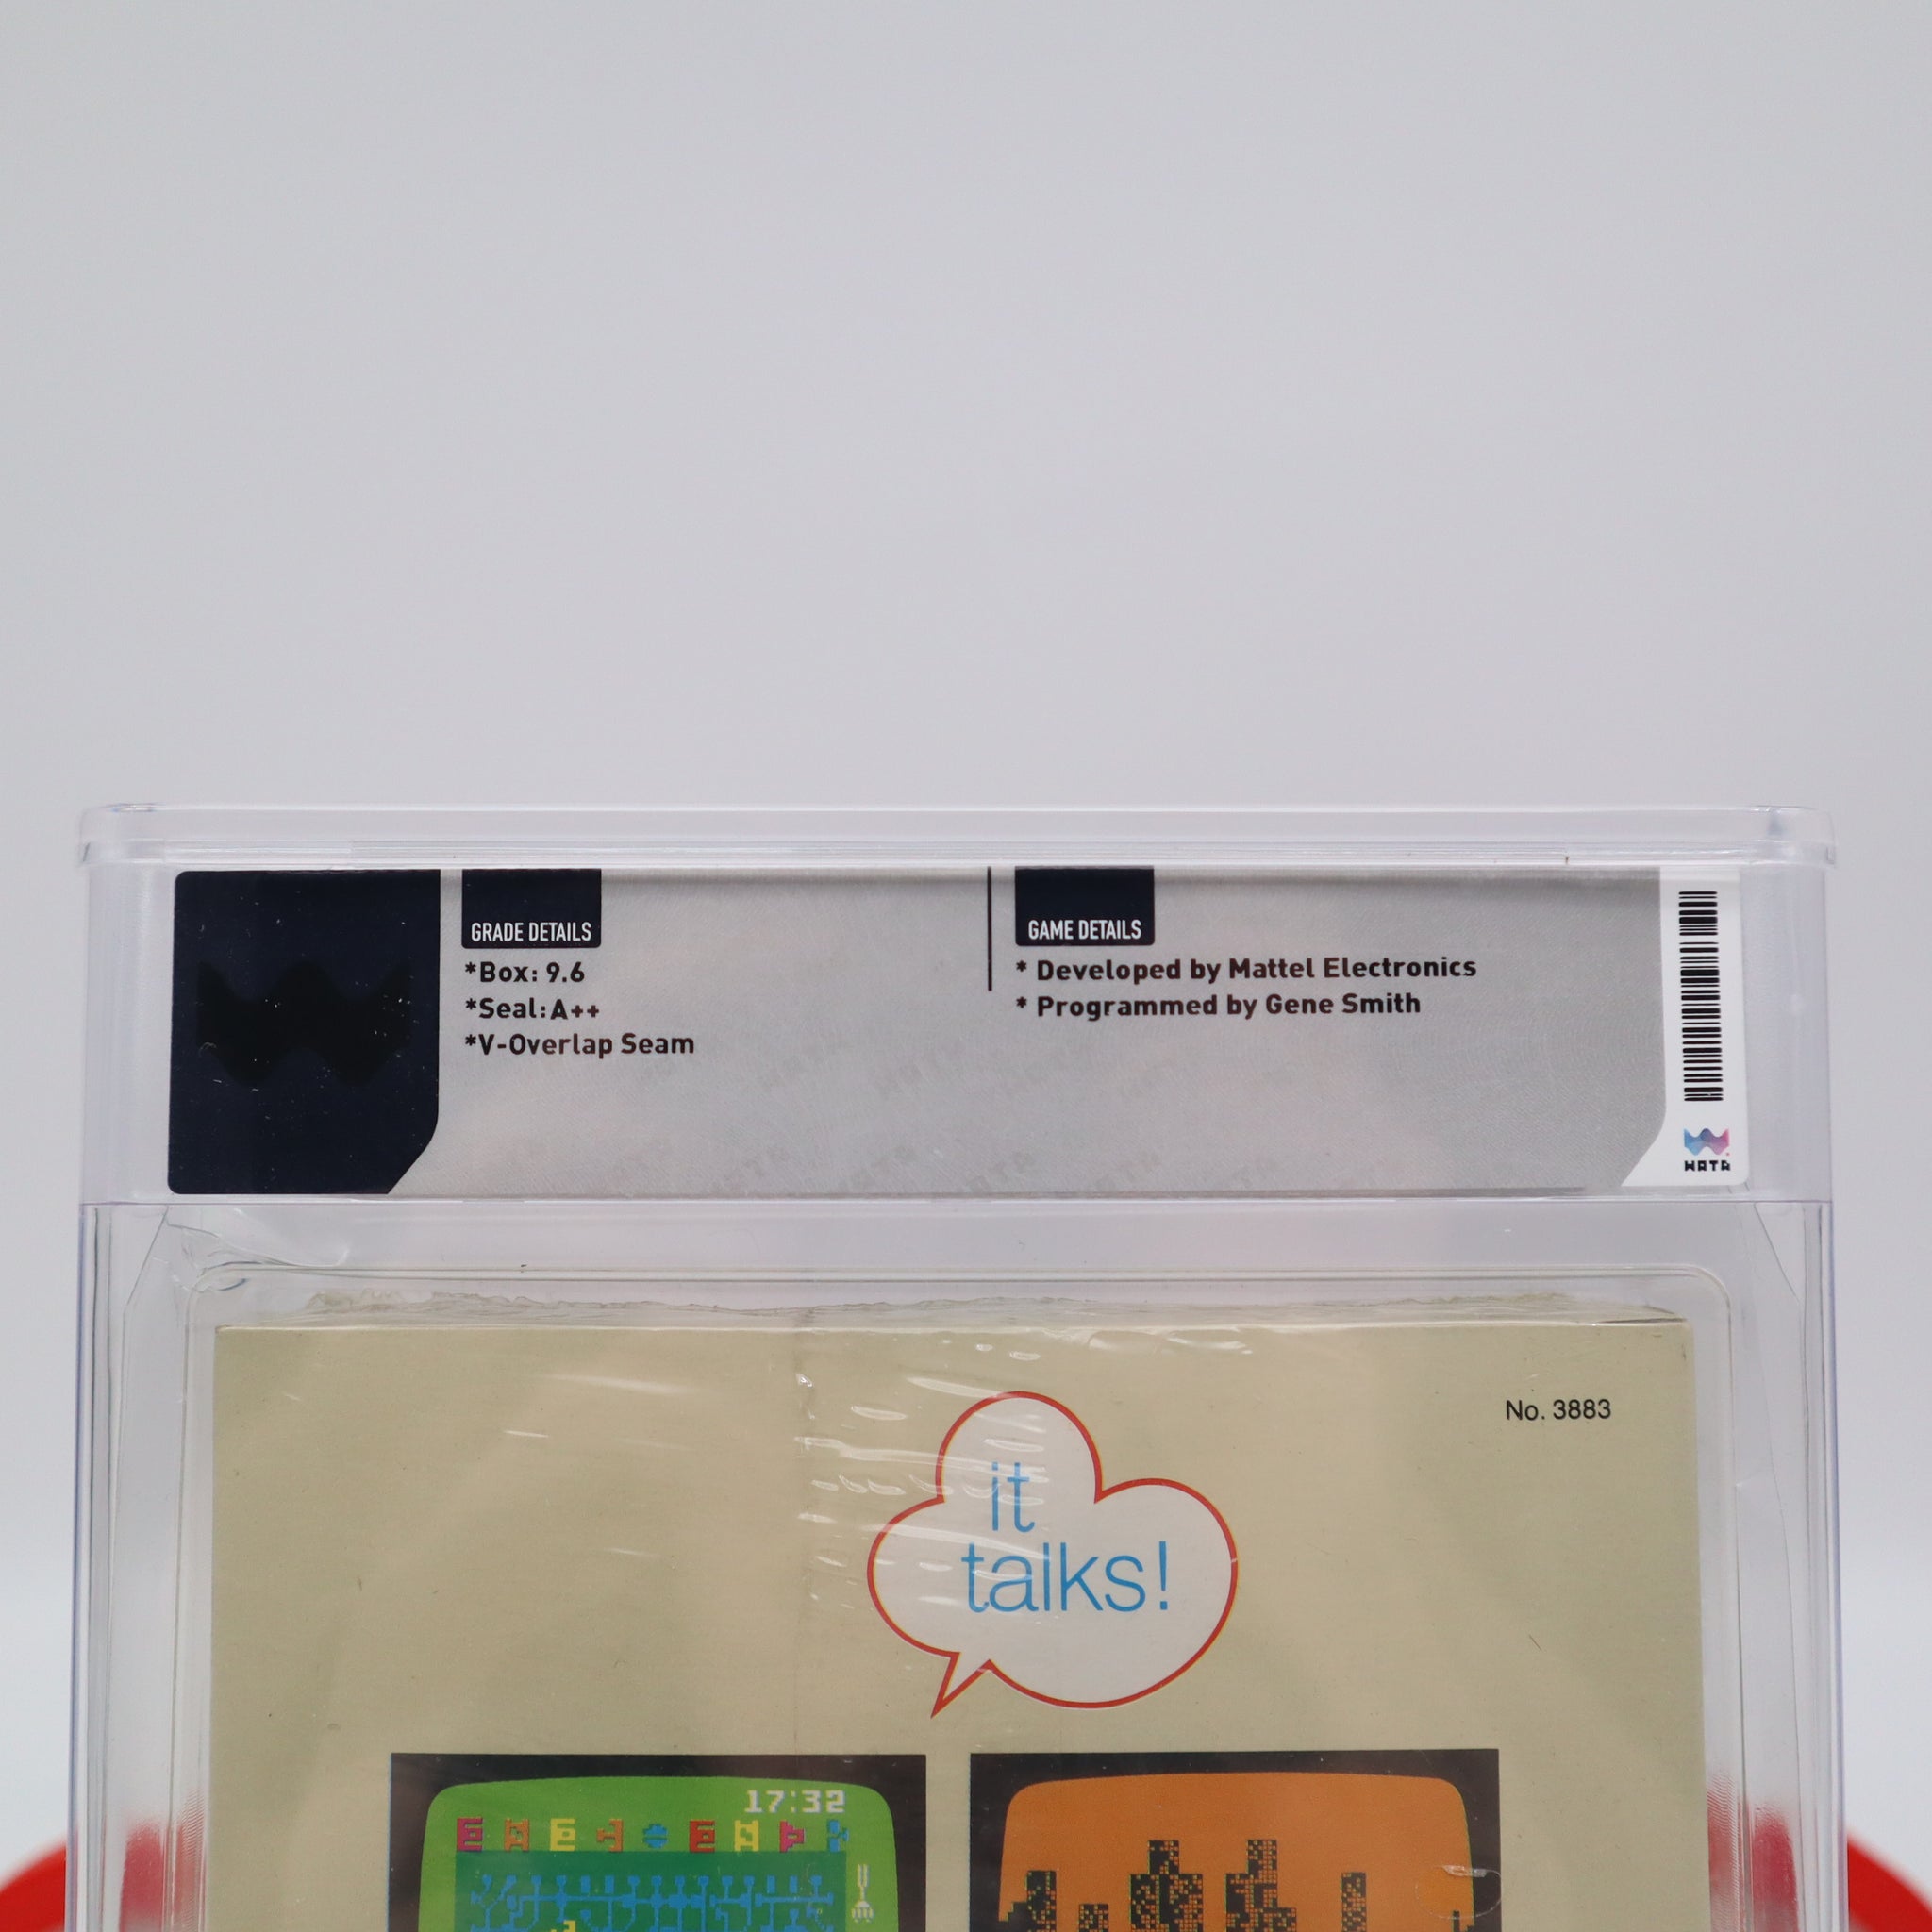 GRADE DETAILS
*Box: 9.6
*Seal: A++
*V-Overlap Seam
GAME DETAILS
* Developed by Mattel Electronics
* Programmed by Gene Smith
WATA
No. 3883
it
talks!
17:32